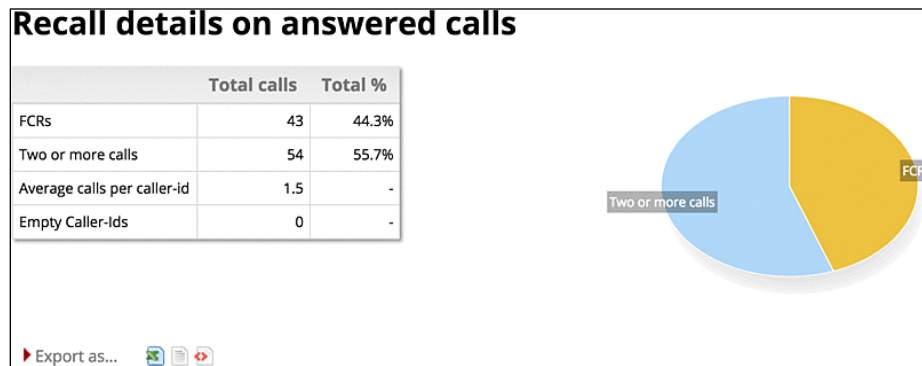 Recall details on answered calls
Total calls Total %
FCRs 43 44.3%
Two or more calls 54 55.7%
Average calls per caller-id 1.5 -
Empty Caller-Ids 0 -
Two or more calls
Export as...